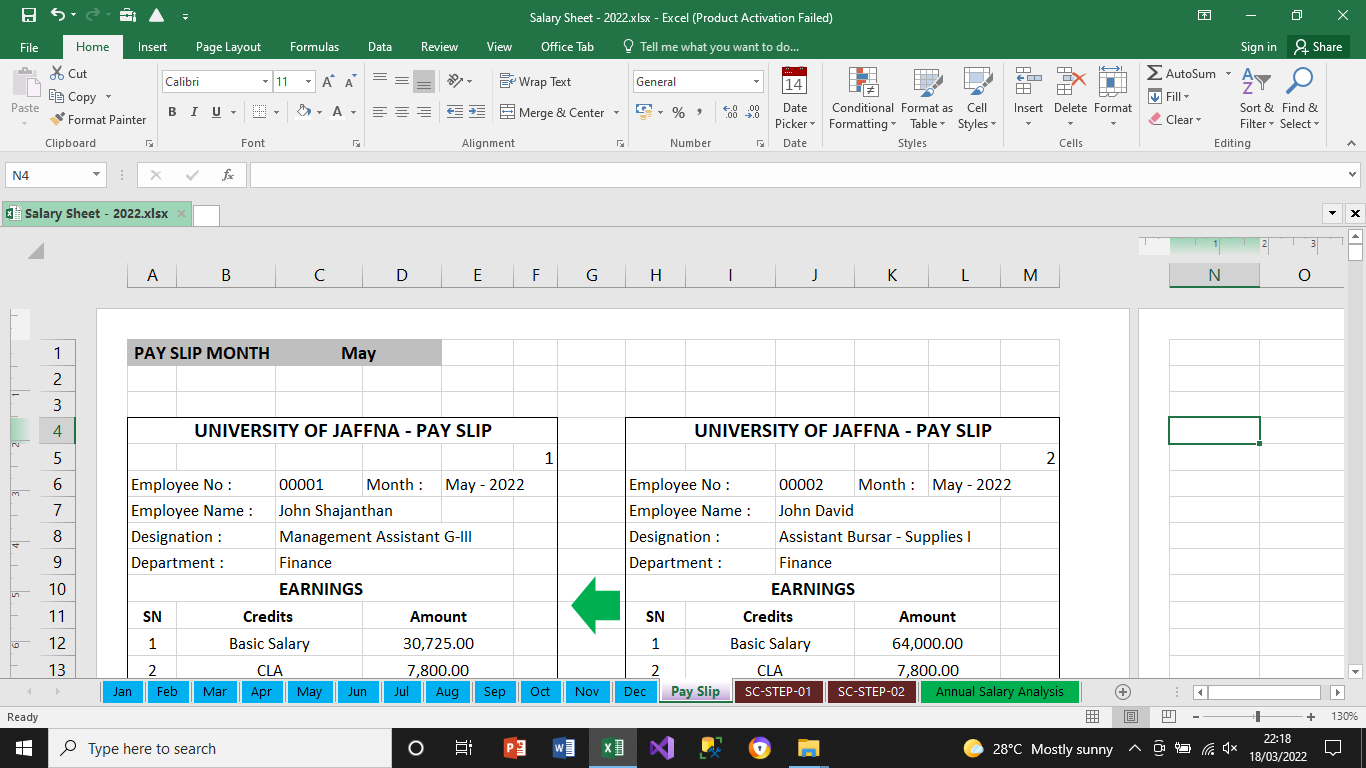 Salary Sheet - 2022.xlsx - Excel (Product Activation Failed)
File Home Insert Page Layout Formulas Data Review View Office Tab Tell me what you want to do... Sign in Share
Paste Cut Copy Format Painter Clipboard
Calibri 11 B I U A A A Font
Wrap Text Merge & Center Alignment
General % , .0 .00 Number
14 Date Picker Date
Conditional Formatting Format as Table Cell Styles Styles
Insert Delete Format Cells
AutoSum Fill Clear Sort & Filter Find & Select Editing
N4 fx
Salary Sheet - 2022.xlsx
1 2 3
A B C D E F G H I J K L M N O
1 PAY SLIP MONTH May
2
3
4 UNIVERSITY OF JAFFNA - PAY SLIP UNIVERSITY OF JAFFNA - PAY SLIP
5 1 2
6 Employee No : 00001 Month : May - 2022 Employee No : 00002 Month : May - 2022
7 Employee Name : John Shajanthan Employee Name : John David
8 Designation : Management Assistant G-III Designation : Assistant Bursar - Supplies I
9 Department : Finance Department : Finance
10 EARNINGS EARNINGS
11 SN Credits Amount SN Credits Amount
12 1 Basic Salary 30,725.00 1 Basic Salary 64,000.00
13 2 CLA 7,800.00 2 CLA 7,800.00
Jan Feb Mar Apr May Jun Jul Aug Sep Oct Nov Dec Pay Slip SC-STEP-01 SC-STEP-02 Annual Salary Analysis
Ready 130%
Type here to search 28°C Mostly sunny 22:18
18/03/2022